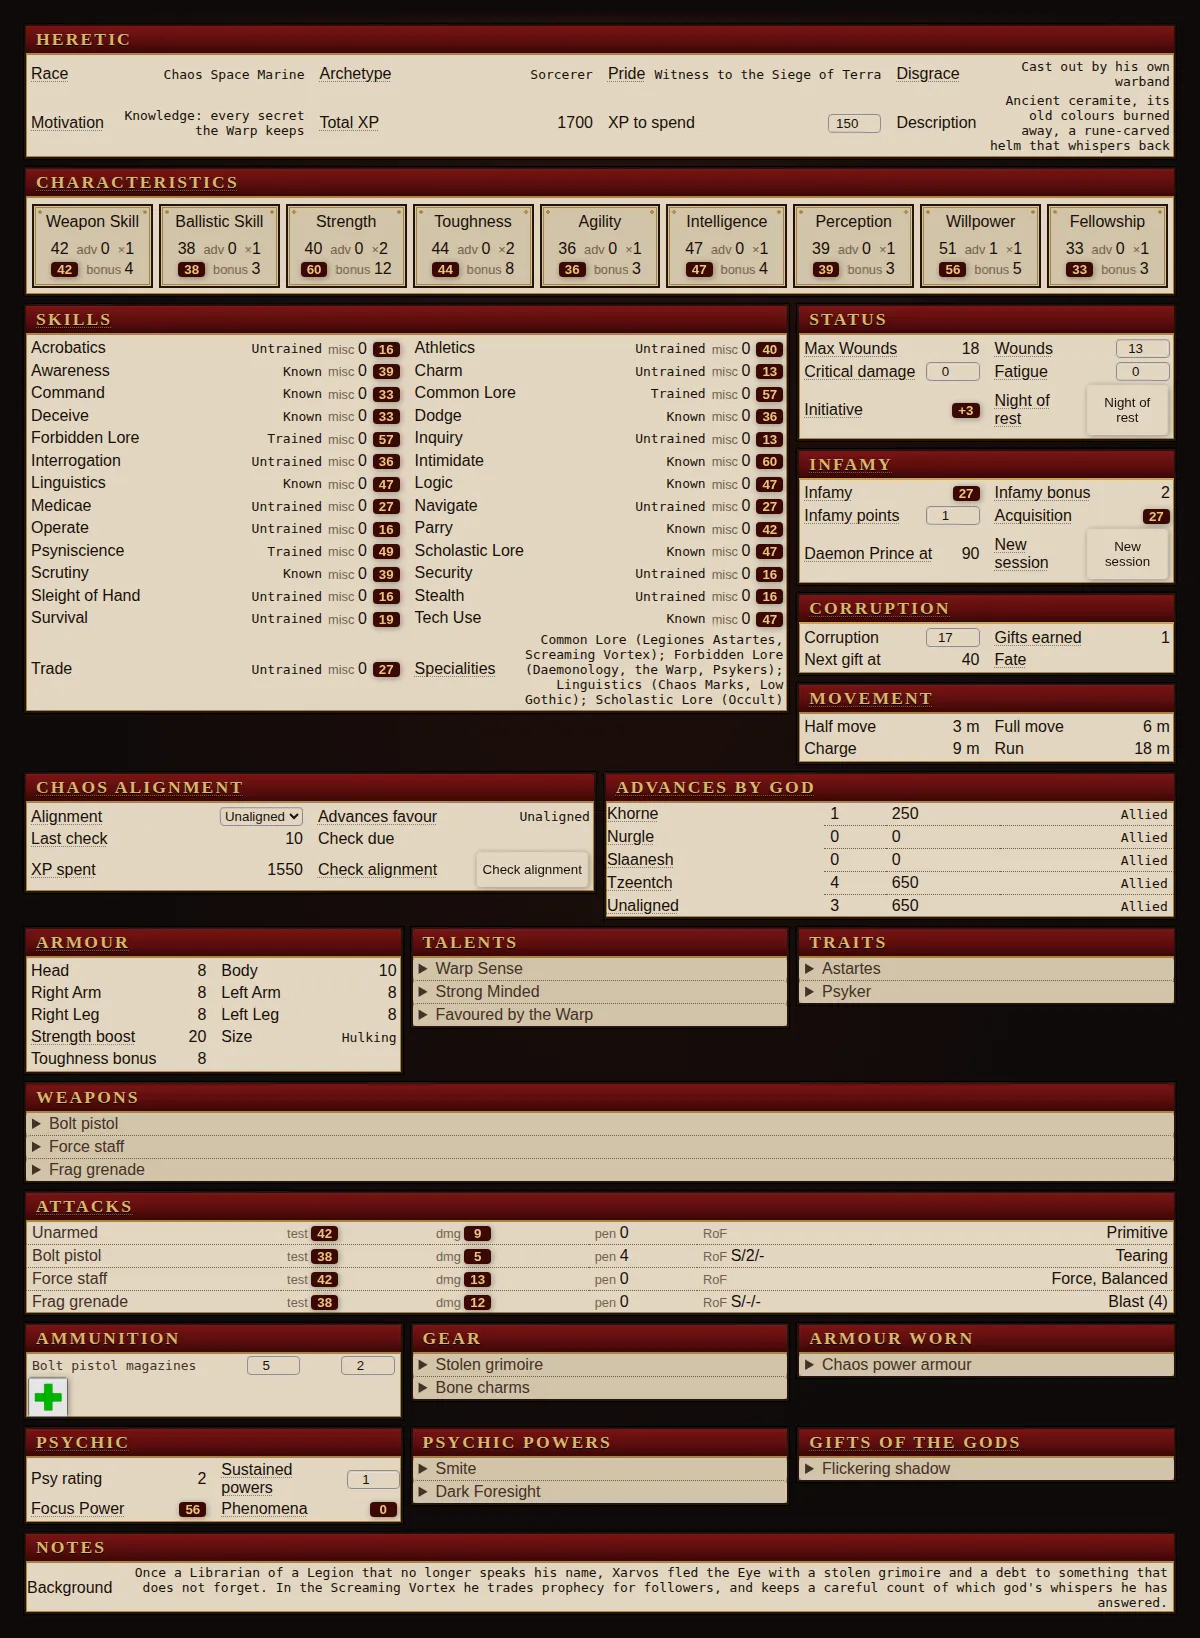 HERETIC
Race Chaos Space Marine Archetype Sorcerer Pride Witness to the Siege of Terra Disgrace Cast out by his own warband
Motivation Knowledge: every secret the Warp keeps Total XP 1700 XP to spend 150 Description Ancient ceramite, its old colours burned away, a rune-carved helm that whispers back
CHARACTERISTICS
Weapon Skill Ballistic Skill Strength Toughness Agility Intelligence Perception Willpower Fellowship
42 adv 0 ×1 38 adv 0 ×1 40 adv 0 ×2 44 adv 0 ×2 36 adv 0 ×1 47 adv 0 ×1 39 adv 0 ×1 51 adv 1 ×1 33 adv 0 ×1
42 bonus 4 38 bonus 3 60 bonus 12 44 bonus 8 36 bonus 3 47 bonus 4 39 bonus 3 56 bonus 5 33 bonus 3
SKILLS
Acrobatics Untrained misc 0 16 Athletics Untrained misc 0 40
Awareness Known misc 0 39 Charm Untrained misc 0 13
Command Known misc 0 33 Common Lore Trained misc 0 57
Deceive Known misc 0 33 Dodge Known misc 0 36
Forbidden Lore Trained misc 0 57 Inquiry Untrained misc 0 13
Interrogation Untrained misc 0 36 Intimidate Known misc 0 60
Linguistics Known misc 0 47 Logic Known misc 0 47
Medicae Untrained misc 0 27 Navigate Untrained misc 0 27
Operate Untrained misc 0 16 Parry Known misc 0 42
Psyniscience Trained misc 0 49 Scholastic Lore Known misc 0 47
Scrutiny Known misc 0 39 Security Untrained misc 0 16
Sleight of Hand Untrained misc 0 16 Stealth Untrained misc 0 16
Survival Untrained misc 0 19 Tech Use Known misc 0 47
Trade Untrained misc 0 27 Specialities Common Lore (Legiones Astartes,
Screaming Vortex); Forbidden Lore
(Daemonology, the Warp, Psykers);
Linguistics (Chaos Marks, Low
Gothic); Scholastic Lore (Occult)
STATUS
Max Wounds 18 Wounds 13
Critical damage 0 Fatigue 0
Initiative +3 Night of rest Night of rest
INFAMY
Infamy 27 Infamy bonus 2
Infamy points 1 Acquisition 27
Daemon Prince at 90 New session New session
CORRUPTION
Corruption 17 Gifts earned 1
Next gift at 40 Fate
MOVEMENT
Half move 3 m Full move 6 m
Charge 9 m Run 18 m
CHAOS ALIGNMENT
Alignment Unaligned Advances favour Unaligned
Last check 10 Check due
XP spent 1550 Check alignment Check alignment
ADVANCES BY GOD
Khorne 1 250 Allied
Nurgle 0 0 Allied
Slaanesh 0 0 Allied
Tzeentch 4 650 Allied
Unaligned 3 650 Allied
ARMOUR
Head 8 Body 10
Right Arm 8 Left Arm 8
Right Leg 8 Left Leg 8
Strength boost 20 Size Hulking
Toughness bonus 8
TALENTS
Warp Sense
Strong Minded
Favoured by the Warp
TRAITS
Astartes
Psyker
WEAPONS
Bolt pistol
Force staff
Frag grenade
ATTACKS
Unarmed test 42 dmg 9 pen 0 RoF Primitive
Bolt pistol test 38 dmg 5 pen 4 RoF S/2/- Tearing
Force staff test 42 dmg 13 pen 0 RoF Force, Balanced
Frag grenade test 38 dmg 12 pen 0 RoF S/-/- Blast (4)
AMMUNITION
Bolt pistol magazines 5 2
GEAR
Stolen grimoire
Bone charms
ARMOUR WORN
Chaos power armour
PSYCHIC
Psy rating 2 Sustained powers 1
Focus Power 56 Phenomena 0
PSYCHIC POWERS
Smite
Dark Foresight
GIFTS OF THE GODS
Flickering shadow
NOTES
Background Once a Librarian of a Legion that no longer speaks his name, Xarvos fled the Eye with a stolen grimoire and a debt to something that
does not forget. In the Screaming Vortex he trades prophecy for followers, and keeps a careful count of which god's whispers he has
answered.